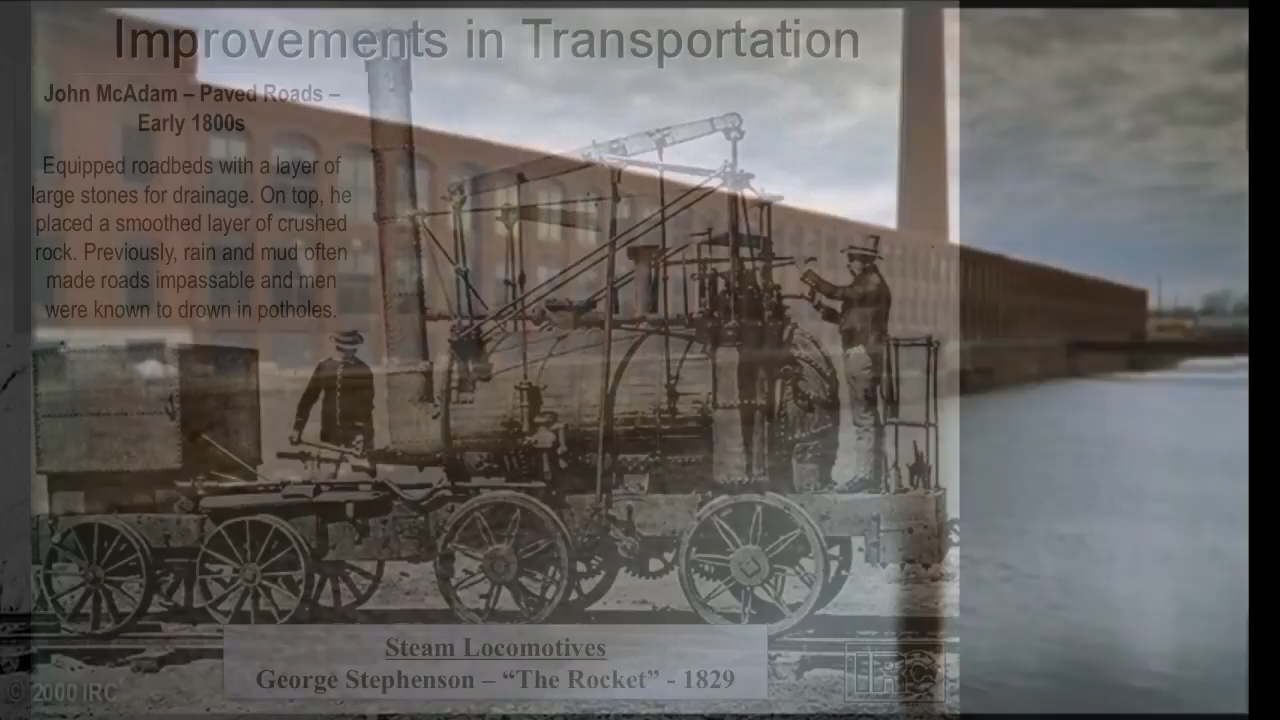 Improvements in Transportation
John McAdam – Paved Roads –
Early 1800s
Equipped roadbeds with a layer of
large stones for drainage. On top, he
placed a smoothed layer of crushed
rock. Previously, rain and mud often
made roads impassable and men
were known to drown in potholes.
Steam Locomotives
George Stephenson – “The Rocket” - 1829
© 2000 IRC
IRC